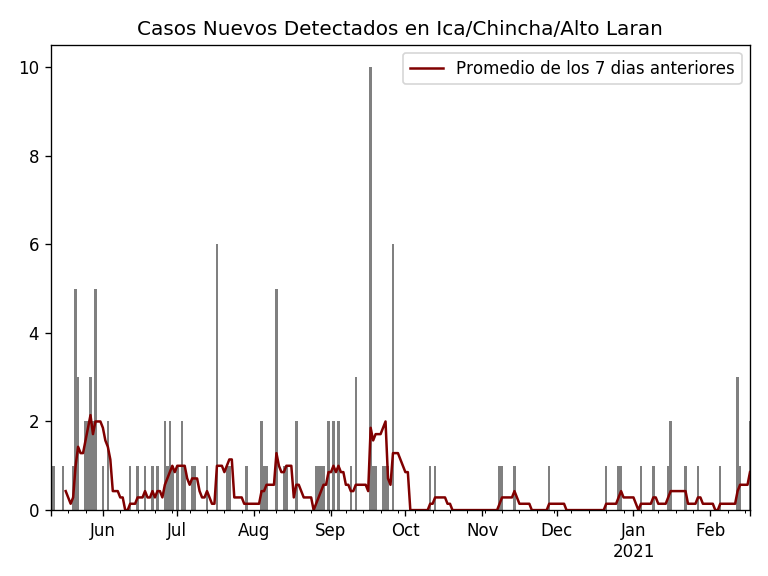 Casos Nuevos Detectados en Ica/Chincha/Alto Laran
Promedio de los 7 dias anteriores
10
8
6
4
2
0
Jun Jul Aug Sep Oct Nov Dec Jan Feb
2021